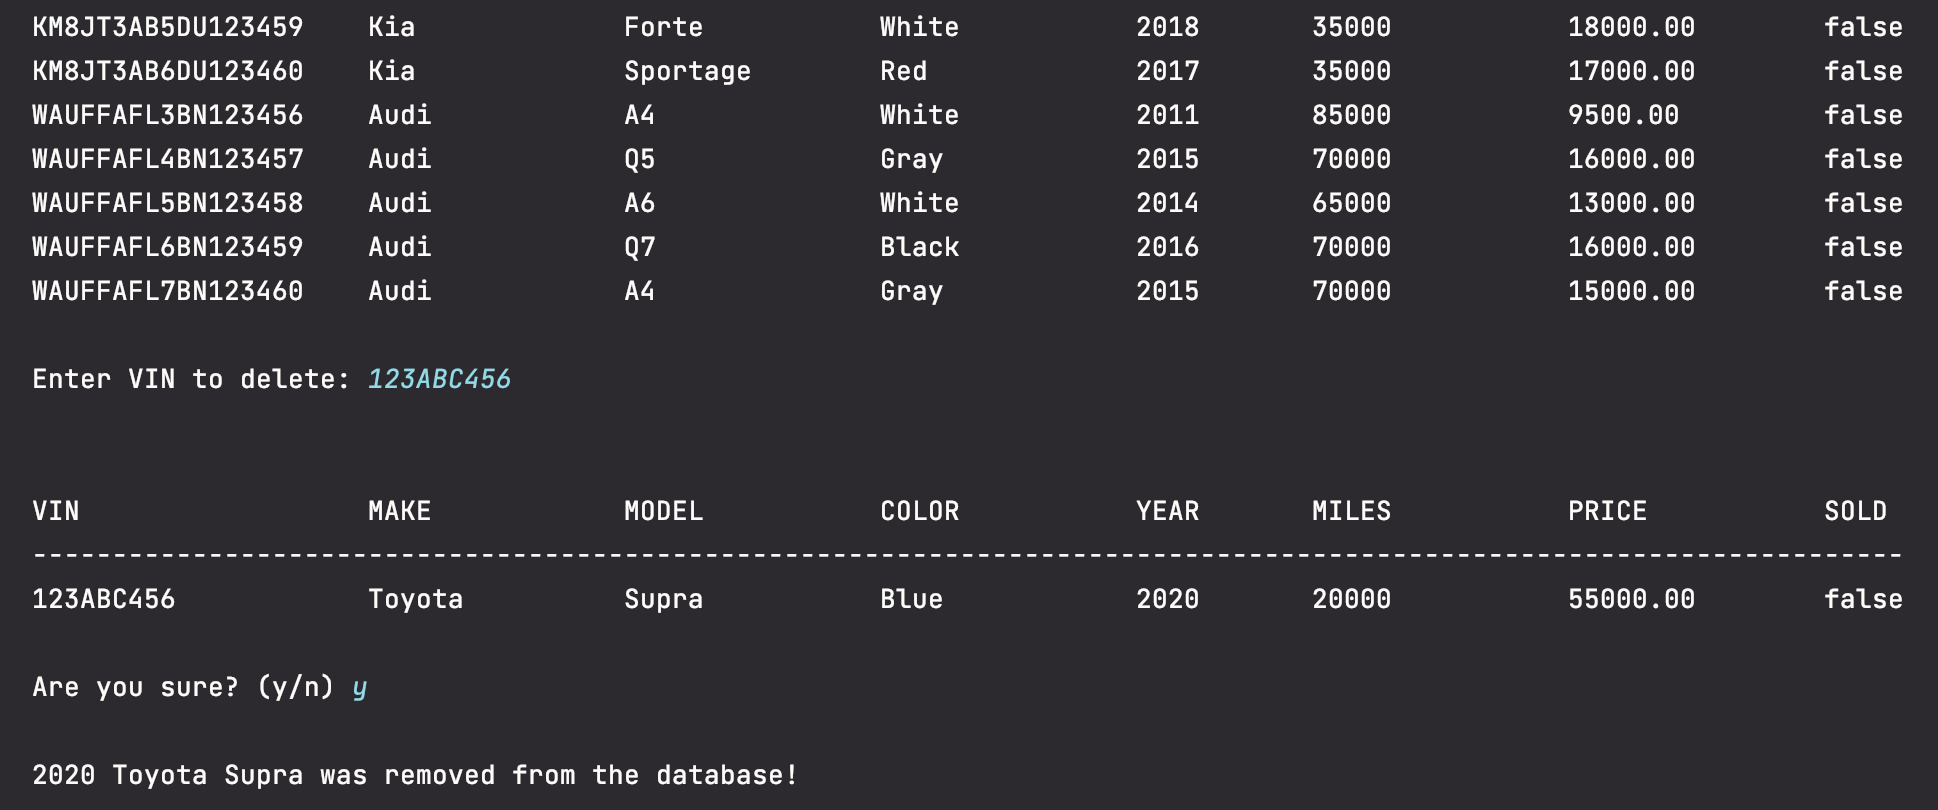 KM8JT3AB5DU123459 Kia Forte White 2018 35000 18000.00 false
KM8JT3AB6DU123460 Kia Sportage Red 2017 35000 17000.00 false
WAUFFAFL3BN123456 Audi A4 White 2011 85000 9500.00 false
WAUFFAFL4BN123457 Audi Q5 Gray 2015 70000 16000.00 false
WAUFFAFL5BN123458 Audi A6 White 2014 65000 13000.00 false
WAUFFAFL6BN123459 Audi Q7 Black 2016 70000 16000.00 false
WAUFFAFL7BN123460 Audi A4 Gray 2015 70000 15000.00 false
Enter VIN to delete: 123ABC456
VIN MAKE MODEL COLOR YEAR MILES PRICE SOLD
---------------------------------------------------------------------------------------------------------------------
123ABC456 Toyota Supra Blue 2020 20000 55000.00 false
Are you sure? (y/n) y
2020 Toyota Supra was removed from the database!